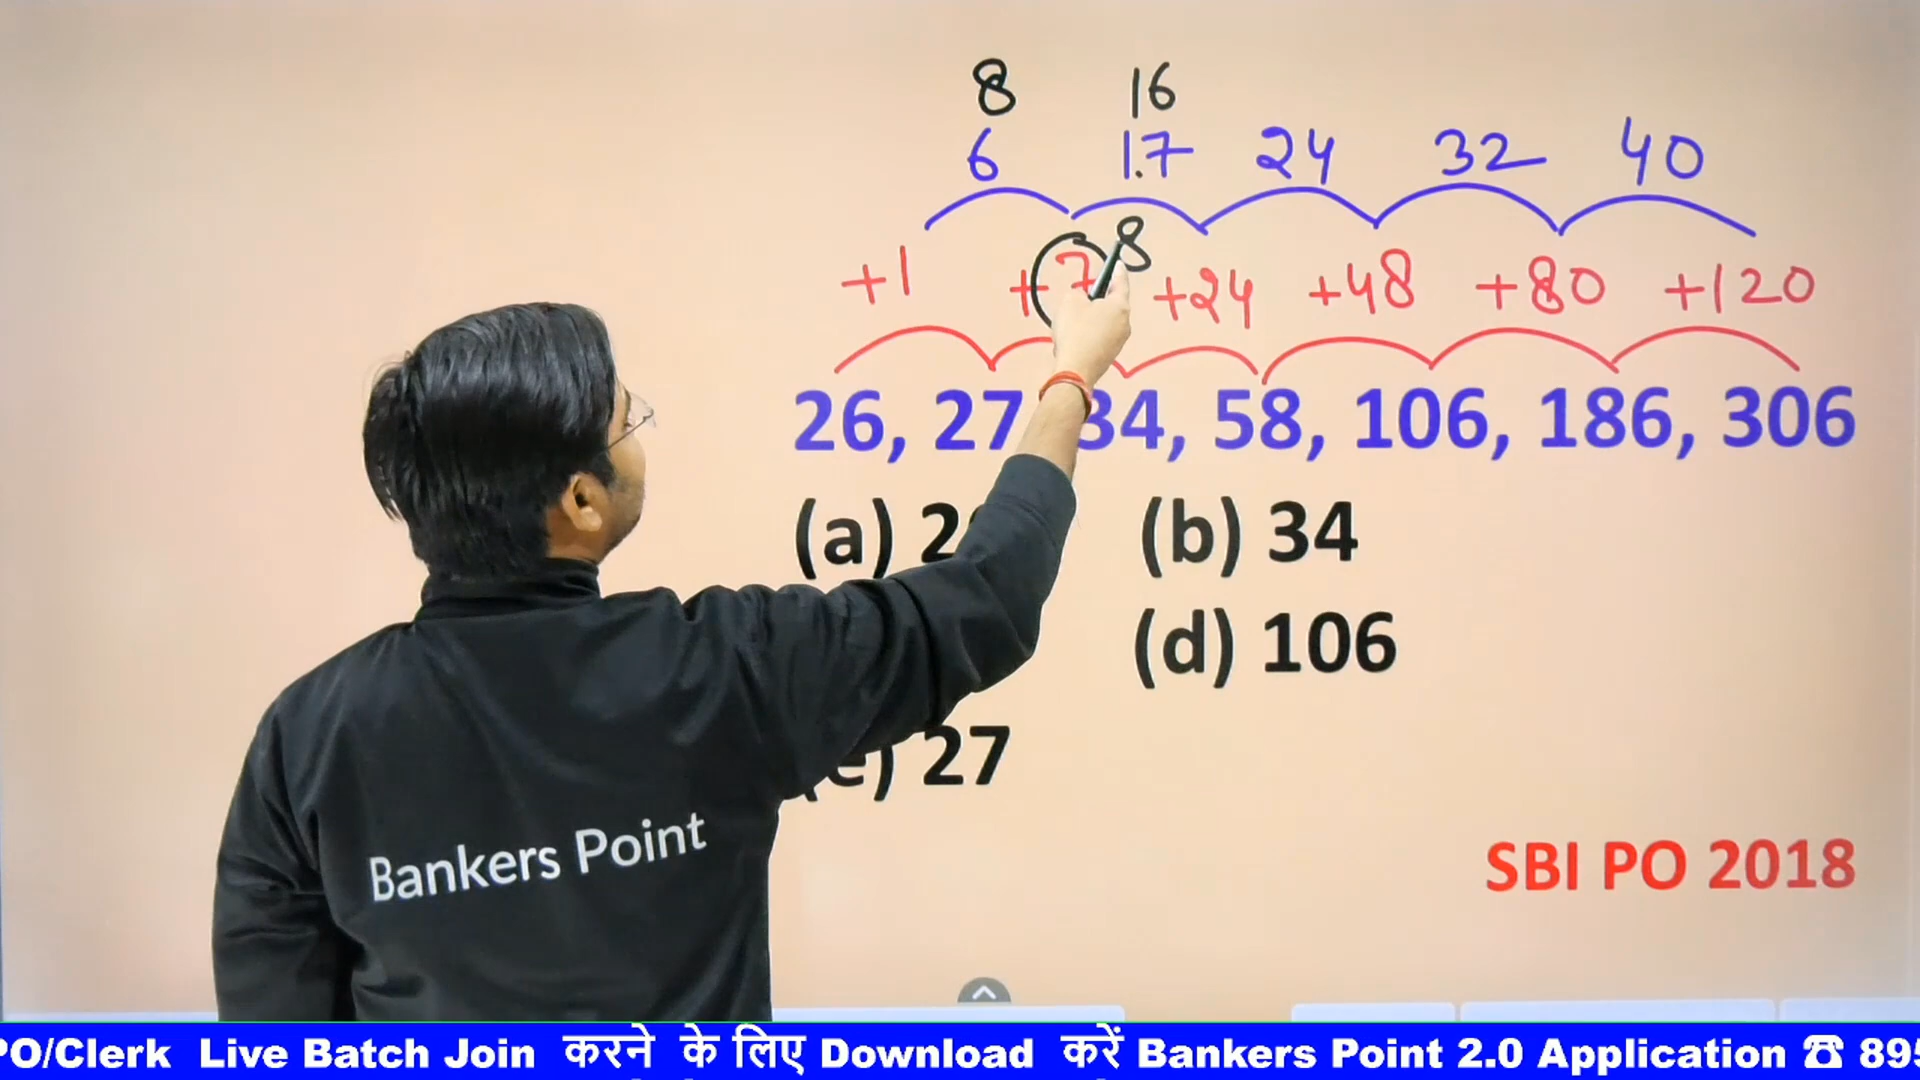 8 16
6 1.7 24 32 40
8
+1 +7 +24 +48 +80 +120
26, 27 34, 58, 106, 186, 306
(a) 2 (b) 34
(d) 106
(e) 27
Bankers Point
SBI PO 2018
PO/Clerk Live Batch Join करने के लिए Download करें Bankers Point 2.0 Application ☎ 895